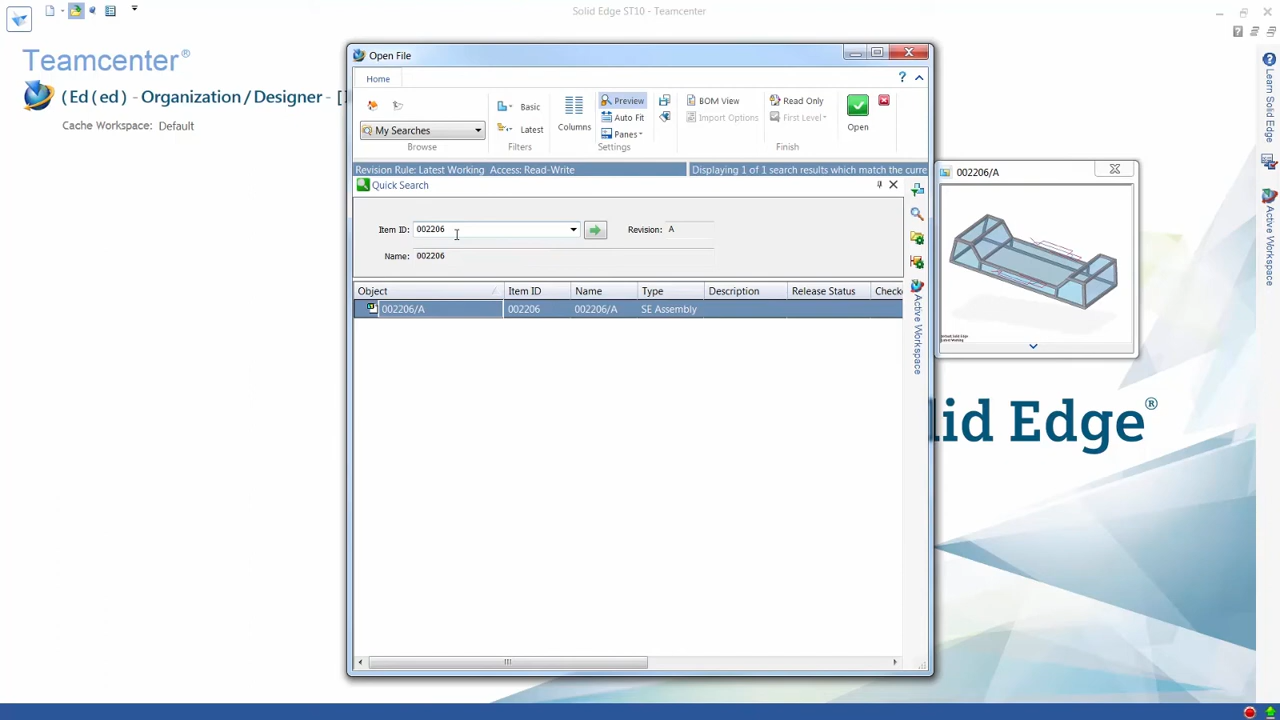 Solid Edge ST10 - Teamcenter
Teamcenter®
(Ed ( ed) - Organization / Designer - [
Cache Workspace: Default
Open File
Home
My Searches
Browse
Basic
Latest
Filters
Columns
Preview
Auto Fit
Panes
Settings
BOM View
Import Options
Read Only
First Level
Finish
Open
Revision Rule: Latest Working Access: Read-Write
Displaying 1 of 1 search results which match the curre
Quick Search
Item ID: 002206
Revision: A
Name: 002206
Object Item ID Name Type Description Release Status Checke
002206/A 002206 002206/A SE Assembly
Active Workspace
002206/A
lid Edge®
Learn Solid Edge
Active Workspace